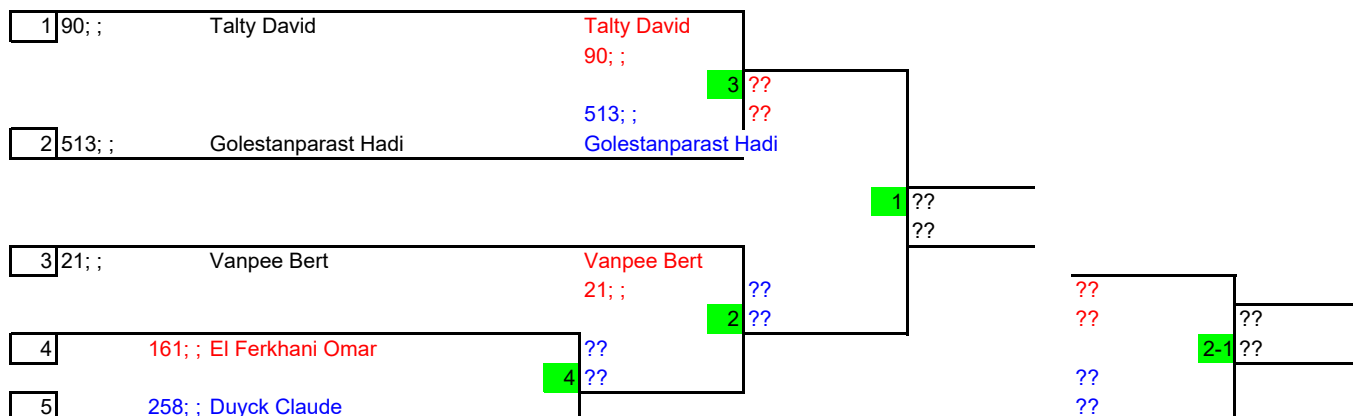 1 90; ; Talty David Talty David
90; ;
3 ??
513; ; ??
2 513; ; Golestanparast Hadi Golestanparast Hadi
1 ??
??
3 21; ; Vanpee Bert Vanpee Bert
21; ; ?? ??
2 ?? ?? ??
4 161; ; El Ferkhani Omar ?? 2-1 ??
4 ?? ??
5 258; ; Duyck Claude ??